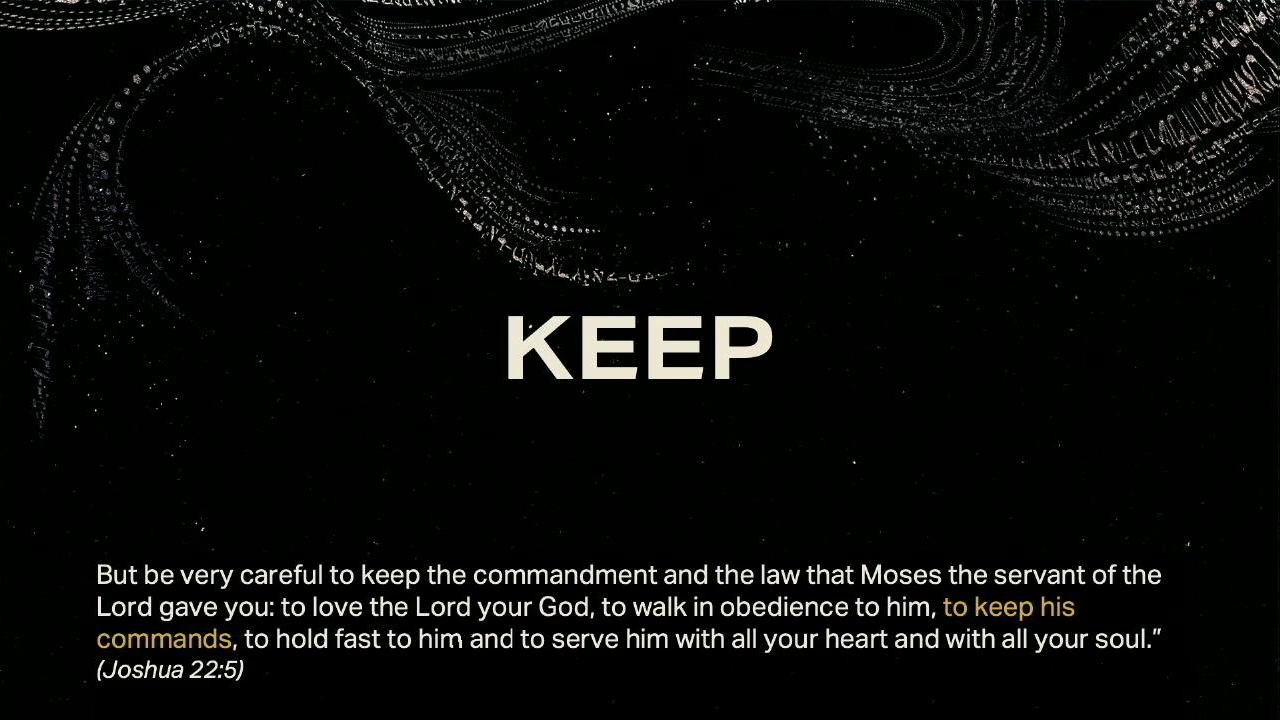 KEEP
But be very careful to keep the commandment and the law that Moses the servant of the
Lord gave you: to love the Lord your God, to walk in obedience to him, to keep his
commands, to hold fast to him and to serve him with all your heart and with all your soul.”
(Joshua 22:5)